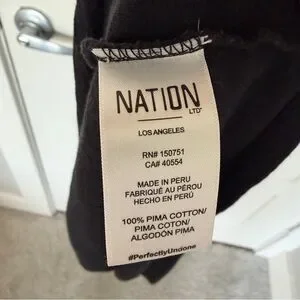 NATION
LTD
LOS ANGELES
RN# 150751
CA# 40554
MADE IN PERU
FABRIQUÉ AU PÉROU
HECHO EN PERÚ
100% PIMA COTTON/
PIMA COTON/
ALGODÓN PIMA
#PerfectlyUndone